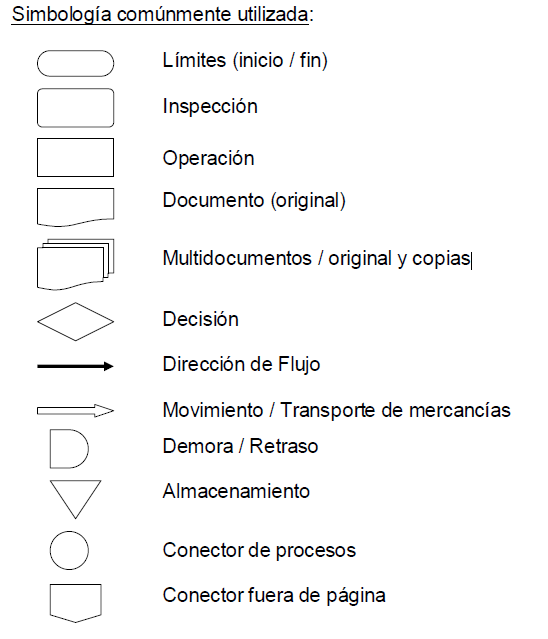 Simbología comúnmente utilizada:
Límites (inicio / fin)
Inspección
Operación
Documento (original)
Multidocumentos / original y copias
Decisión
Dirección de Flujo
Movimiento / Transporte de mercancías
Demora / Retraso
Almacenamiento
Conector de procesos
Conector fuera de página